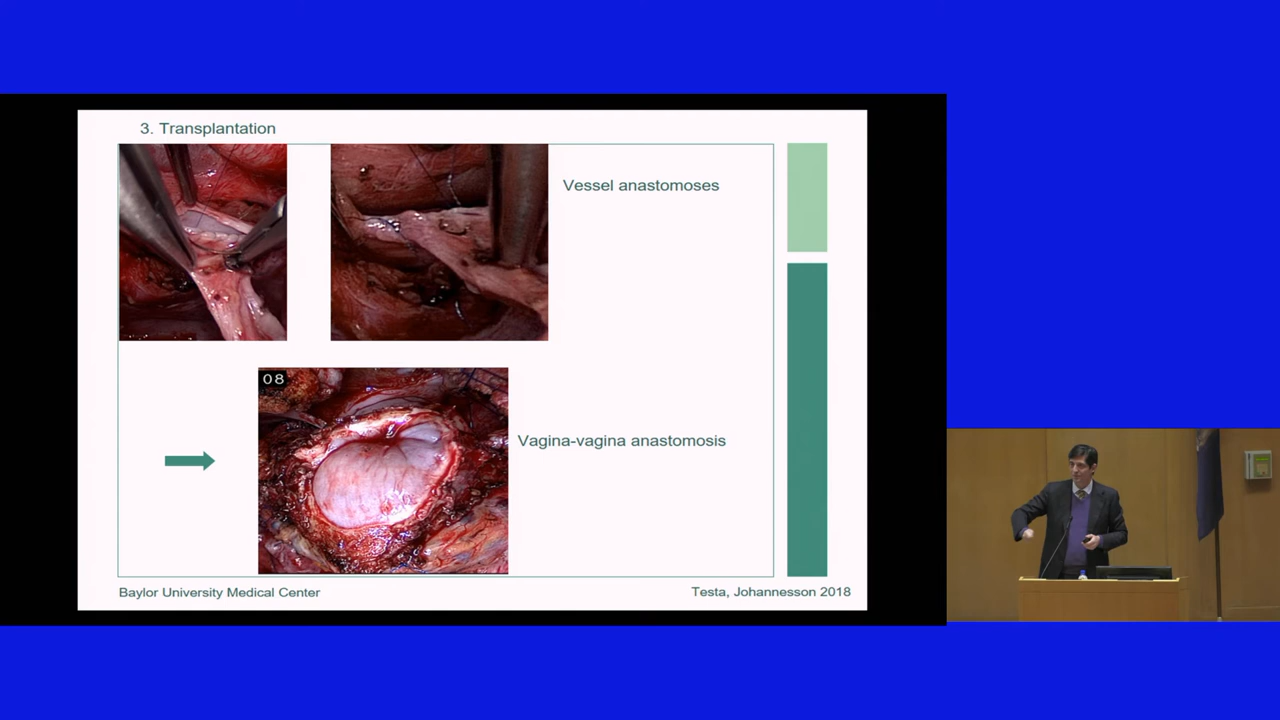 3. Transplantation
Vessel anastomoses
08
Vagina-vagina anastomosis
Baylor University Medical Center
Testa, Johannesson 2018